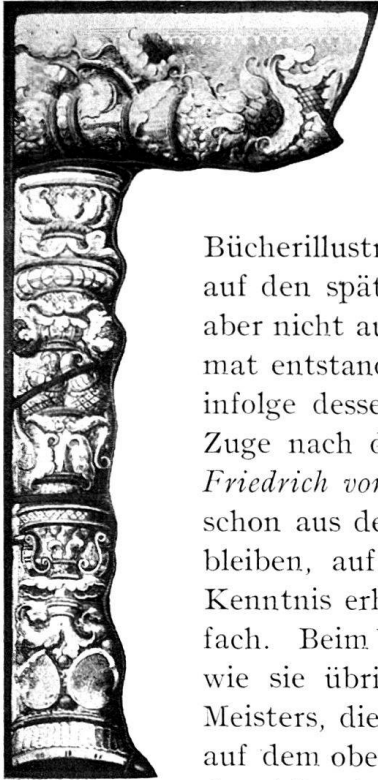 Bücherillustr
auf den spät
aber nicht au
mat entstand
infolge desse
Zuge nach d
Friedrich vor
schon aus de
bleiben, auf
Kenntnis erh
fach. Beim
wie sie übri
Meisters, die
auf dem obe